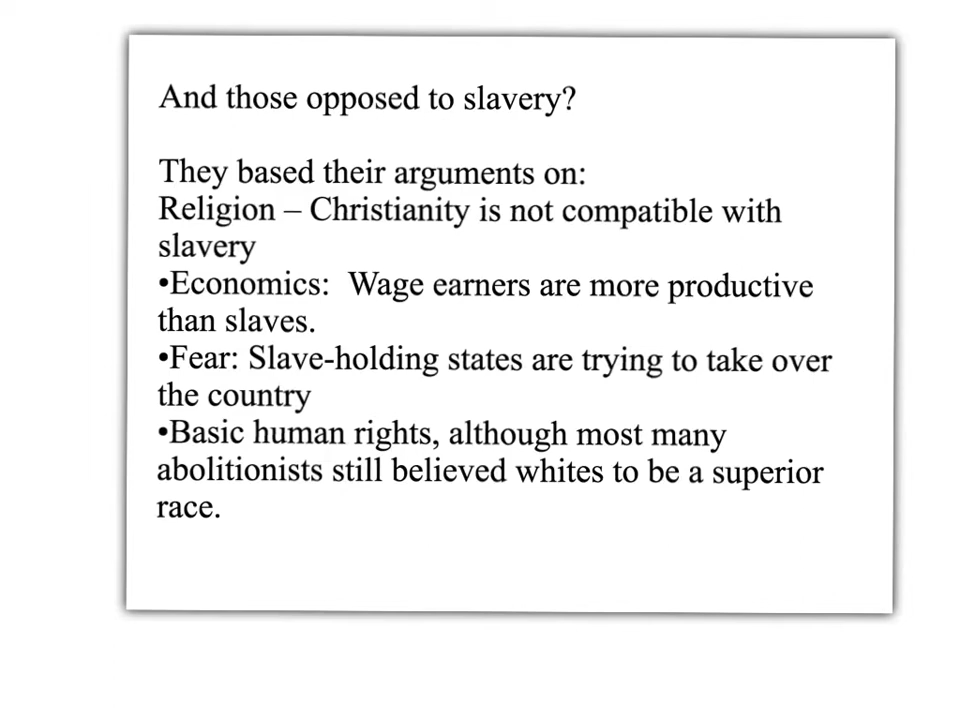 And those opposed to slavery?
They based their arguments on:
Religion – Christianity is not compatible with
slavery
•Economics:  Wage earners are more productive
than slaves.
•Fear: Slave-holding states are trying to take over
the country
•Basic human rights, although most many
abolitionists still believed whites to be a superior
race.